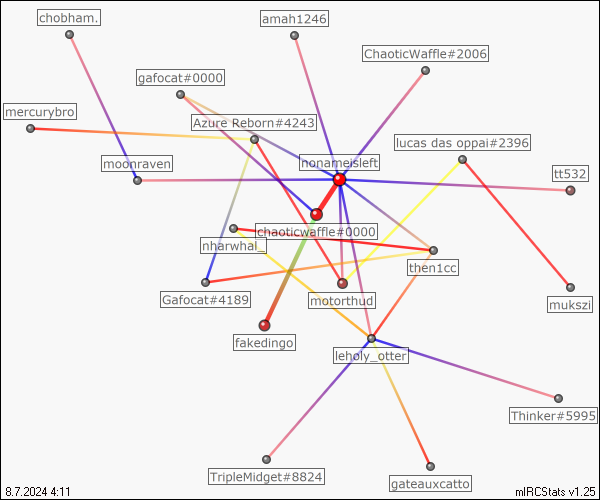 chobham.
amah1246
ChaoticWaffle#2006
gafocat#0000
mercurybro
Azure Reborn#4243
lucas das oppai#2396
moonraven
nonameisleft
tt532
chaoticwaffle#0000
nharwhal_
then1cc
Gafocat#4189
motorthud
mukszi
fakedingo
leholy_otter
Thinker#5995
TripleMidget#8824
gateauxcatto
8.7.2024 4:11
mIRCStats v1.25